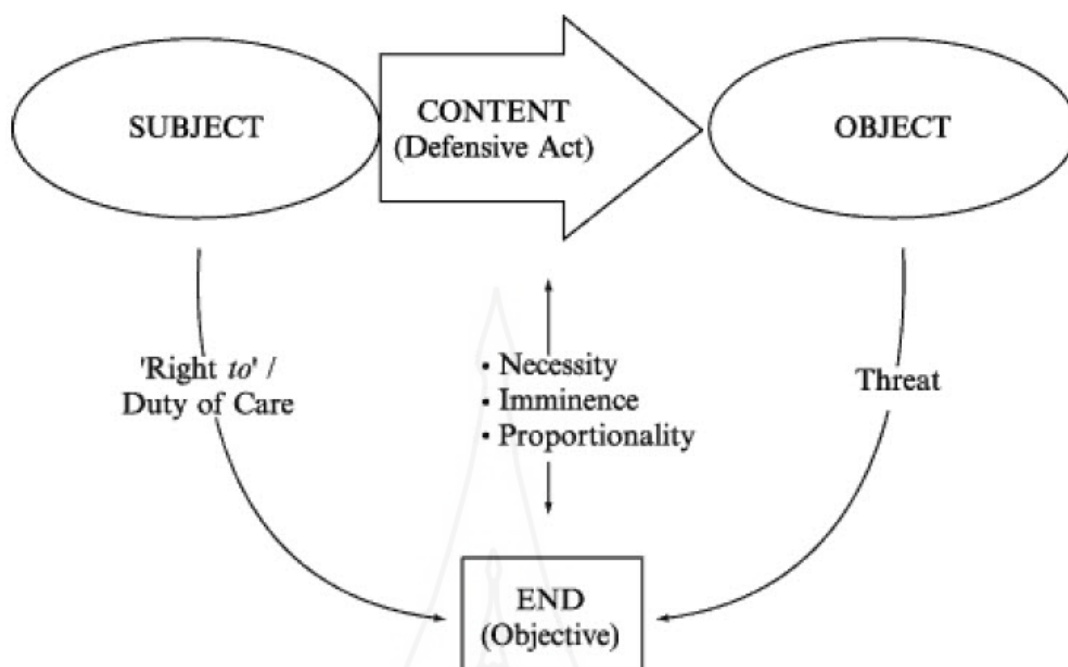 SUBJECT
CONTENT
(Defensive Act)
OBJECT
'Right to' /
Duty of Care
• Necessity
• Imminence
• Proportionality
Threat
END
(Objective)